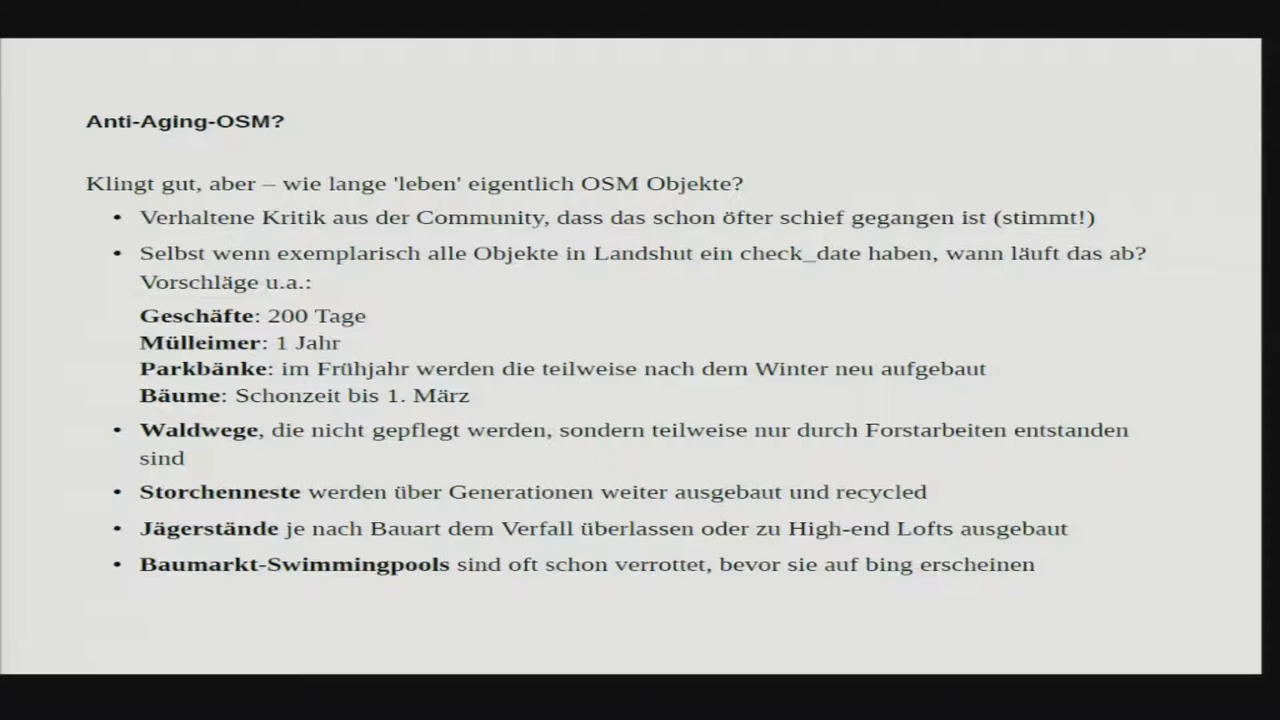 Anti-Aging-OSM?
Klingt gut, aber – wie lange 'leben' eigentlich OSM Objekte?
• Verhaltene Kritik aus der Community, dass das schon öfter schief gegangen ist (stimmt!)
• Selbst wenn exemplarisch alle Objekte in Landshut ein check_date haben, wann läuft das ab?
Vorschläge u.a.:
Geschäfte: 200 Tage
Mülleimer: 1 Jahr
Parkbänke: im Frühjahr werden die teilweise nach dem Winter neu aufgebaut
Bäume: Schonzeit bis 1. März
• Waldwege, die nicht gepflegt werden, sondern teilweise nur durch Forstarbeiten entstanden
sind
• Storchenneste werden über Generationen weiter ausgebaut und recycled
• Jägerstände je nach Bauart dem Verfall überlassen oder zu High-end Lofts ausgebaut
• Baumarkt-Swimmingpools sind oft schon verrottet, bevor sie auf bing erscheinen